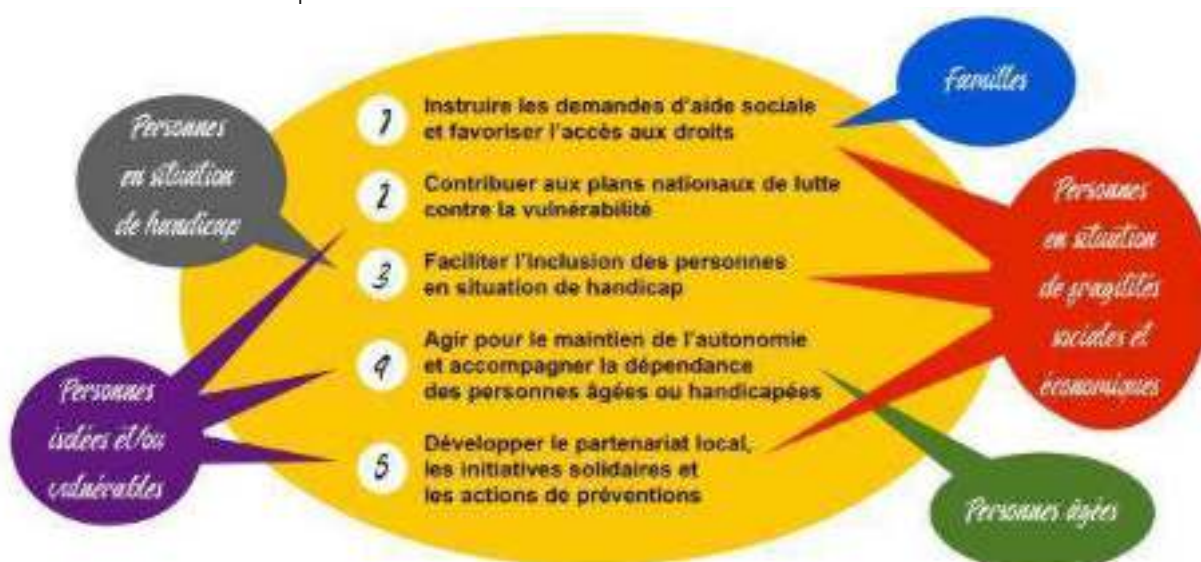 Personnes
en situation
de handicap
1
Instruire les demandes d'aide sociale
et favoriser l'accès aux droits
2
Contribuer aux plans nationaux de lutte
contre la vulnérabilité
3
Faciliter l'inclusion des personnes
en situation de handicap
4
Agir pour le maintien de l'autonomie
et accompagner la dépendance
des personnes âgées ou handicapées
5
Développer le partenariat local,
les initiatives solidaires et
les actions de préventions
Familles
Personnes
en situation
de fragilités
sociales et
économiques
Personnes
isolées et/ou
vulnérables
Personnes âgées